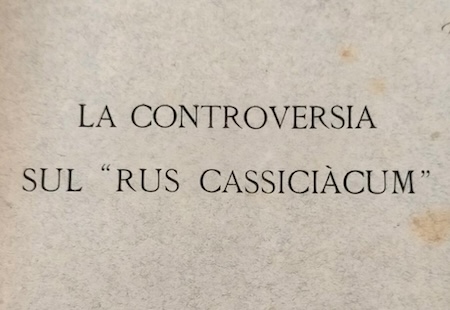 LA CONTROVERSIA
SUL “RUS CASSICIÀCUM”